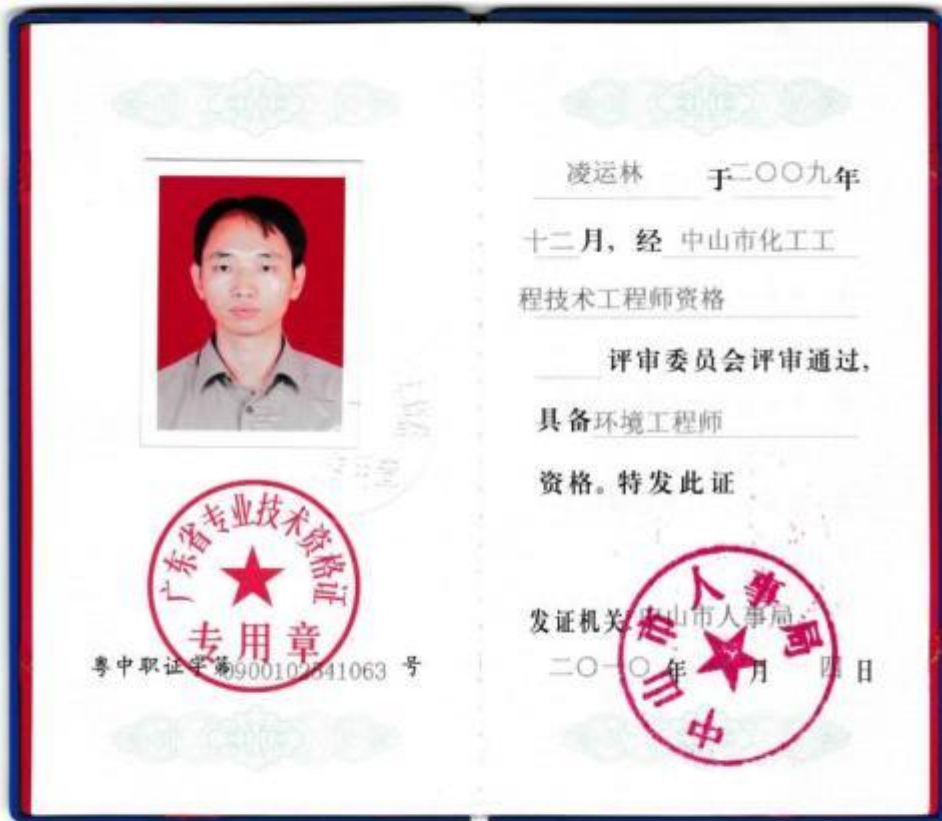 广东省专业技术资格证
专用章
粤中职证字第0900102541063 号
凌运林 于二〇〇九年
十二月，经 中山市化工工
程技术工程师资格
评审委员会评审通过，
具备环境工程师
资格。特发此证
发证机关 中山市人事局
二〇一〇年 月 四日
中山市人事局